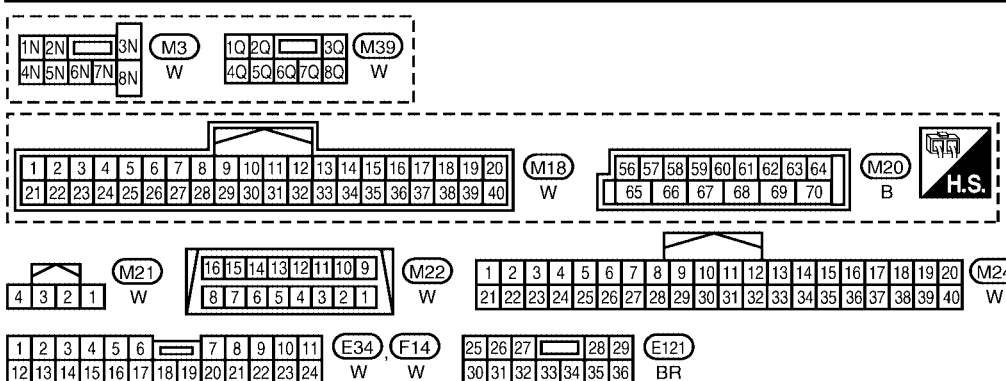 1N 2N 3N M3 1Q 2Q 3Q M39
4N 5N 6N 7N 8N W 4Q 5Q 6Q 7Q 8Q W
1 2 3 4 5 6 7 8 9 10 11 12 13 14 15 16 17 18 19 20 M18 56 57 58 59 60 61 62 63 64 M20
21 22 23 24 25 26 27 28 29 30 31 32 33 34 35 36 37 38 39 40 W 65 66 67 68 69 70 B H.S.
4 3 2 1 M21 W
16 15 14 13 12 11 10 9 M22
8 7 6 5 4 3 2 1 W
1 2 3 4 5 6 7 8 9 10 11 12 13 14 15 16 17 18 19 20 M24
21 22 23 24 25 26 27 28 29 30 31 32 33 34 35 36 37 38 39 40 W
1 2 3 4 5 6 7 8 9 10 11 E34 , F14 25 26 27 28 29 E121
12 13 14 15 16 17 18 19 20 21 22 23 24 W W 30 31 32 33 34 35 36 BR